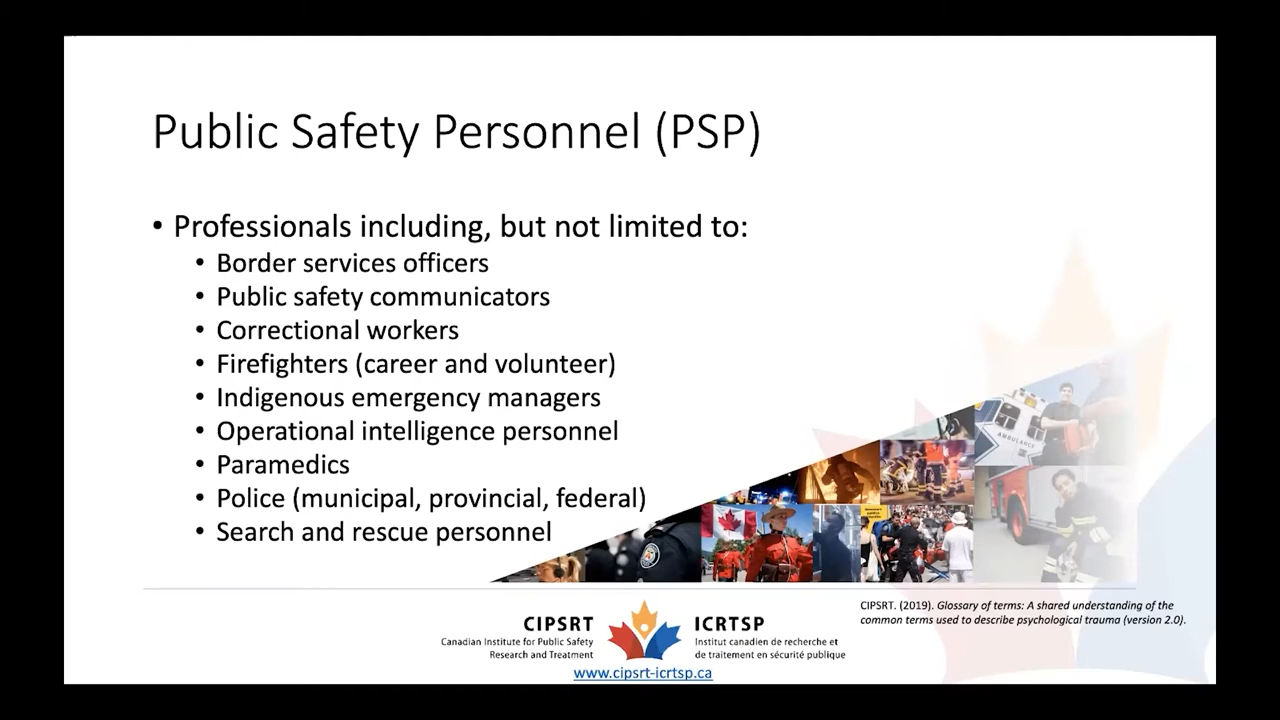 Public Safety Personnel (PSP)
• Professionals including, but not limited to:
• Border services officers
• Public safety communicators
• Correctional workers
• Firefighters (career and volunteer)
• Indigenous emergency managers
• Operational intelligence personnel
• Paramedics
• Police (municipal, provincial, federal)
• Search and rescue personnel
AMBULANCE
CIPSRT
Canadian Institute for Public Safety
Research and Treatment
ICRTSP
Institut canadien de recherche et
de traitement en sécurité publique
www.cipsrt-icrtsp.ca
CIPSRT. (2019). Glossary of terms: A shared understanding of the
common terms used to describe psychological trauma (version 2.0).